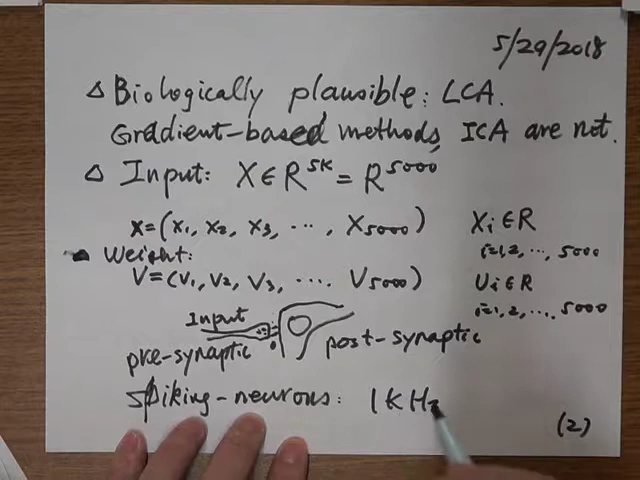 5/29/2018
△ Biologically plausible: LCA.
Gradient-based methods, ICA are not.
△ Input: X ∈ R^5K = R^5000
x = (x₁, x₂, x₃, ..., x₅₀₀₀) xᵢ ∈ R
i=1,2, ..., 5000
Weight:
V = (v₁, v₂, v₃, .... v₅₀₀₀) vᵢ ∈ R
i=1,2, ..., 5000
Input
pre-synaptic post-synaptic
spiking-neurons: 1 KHz
(2)